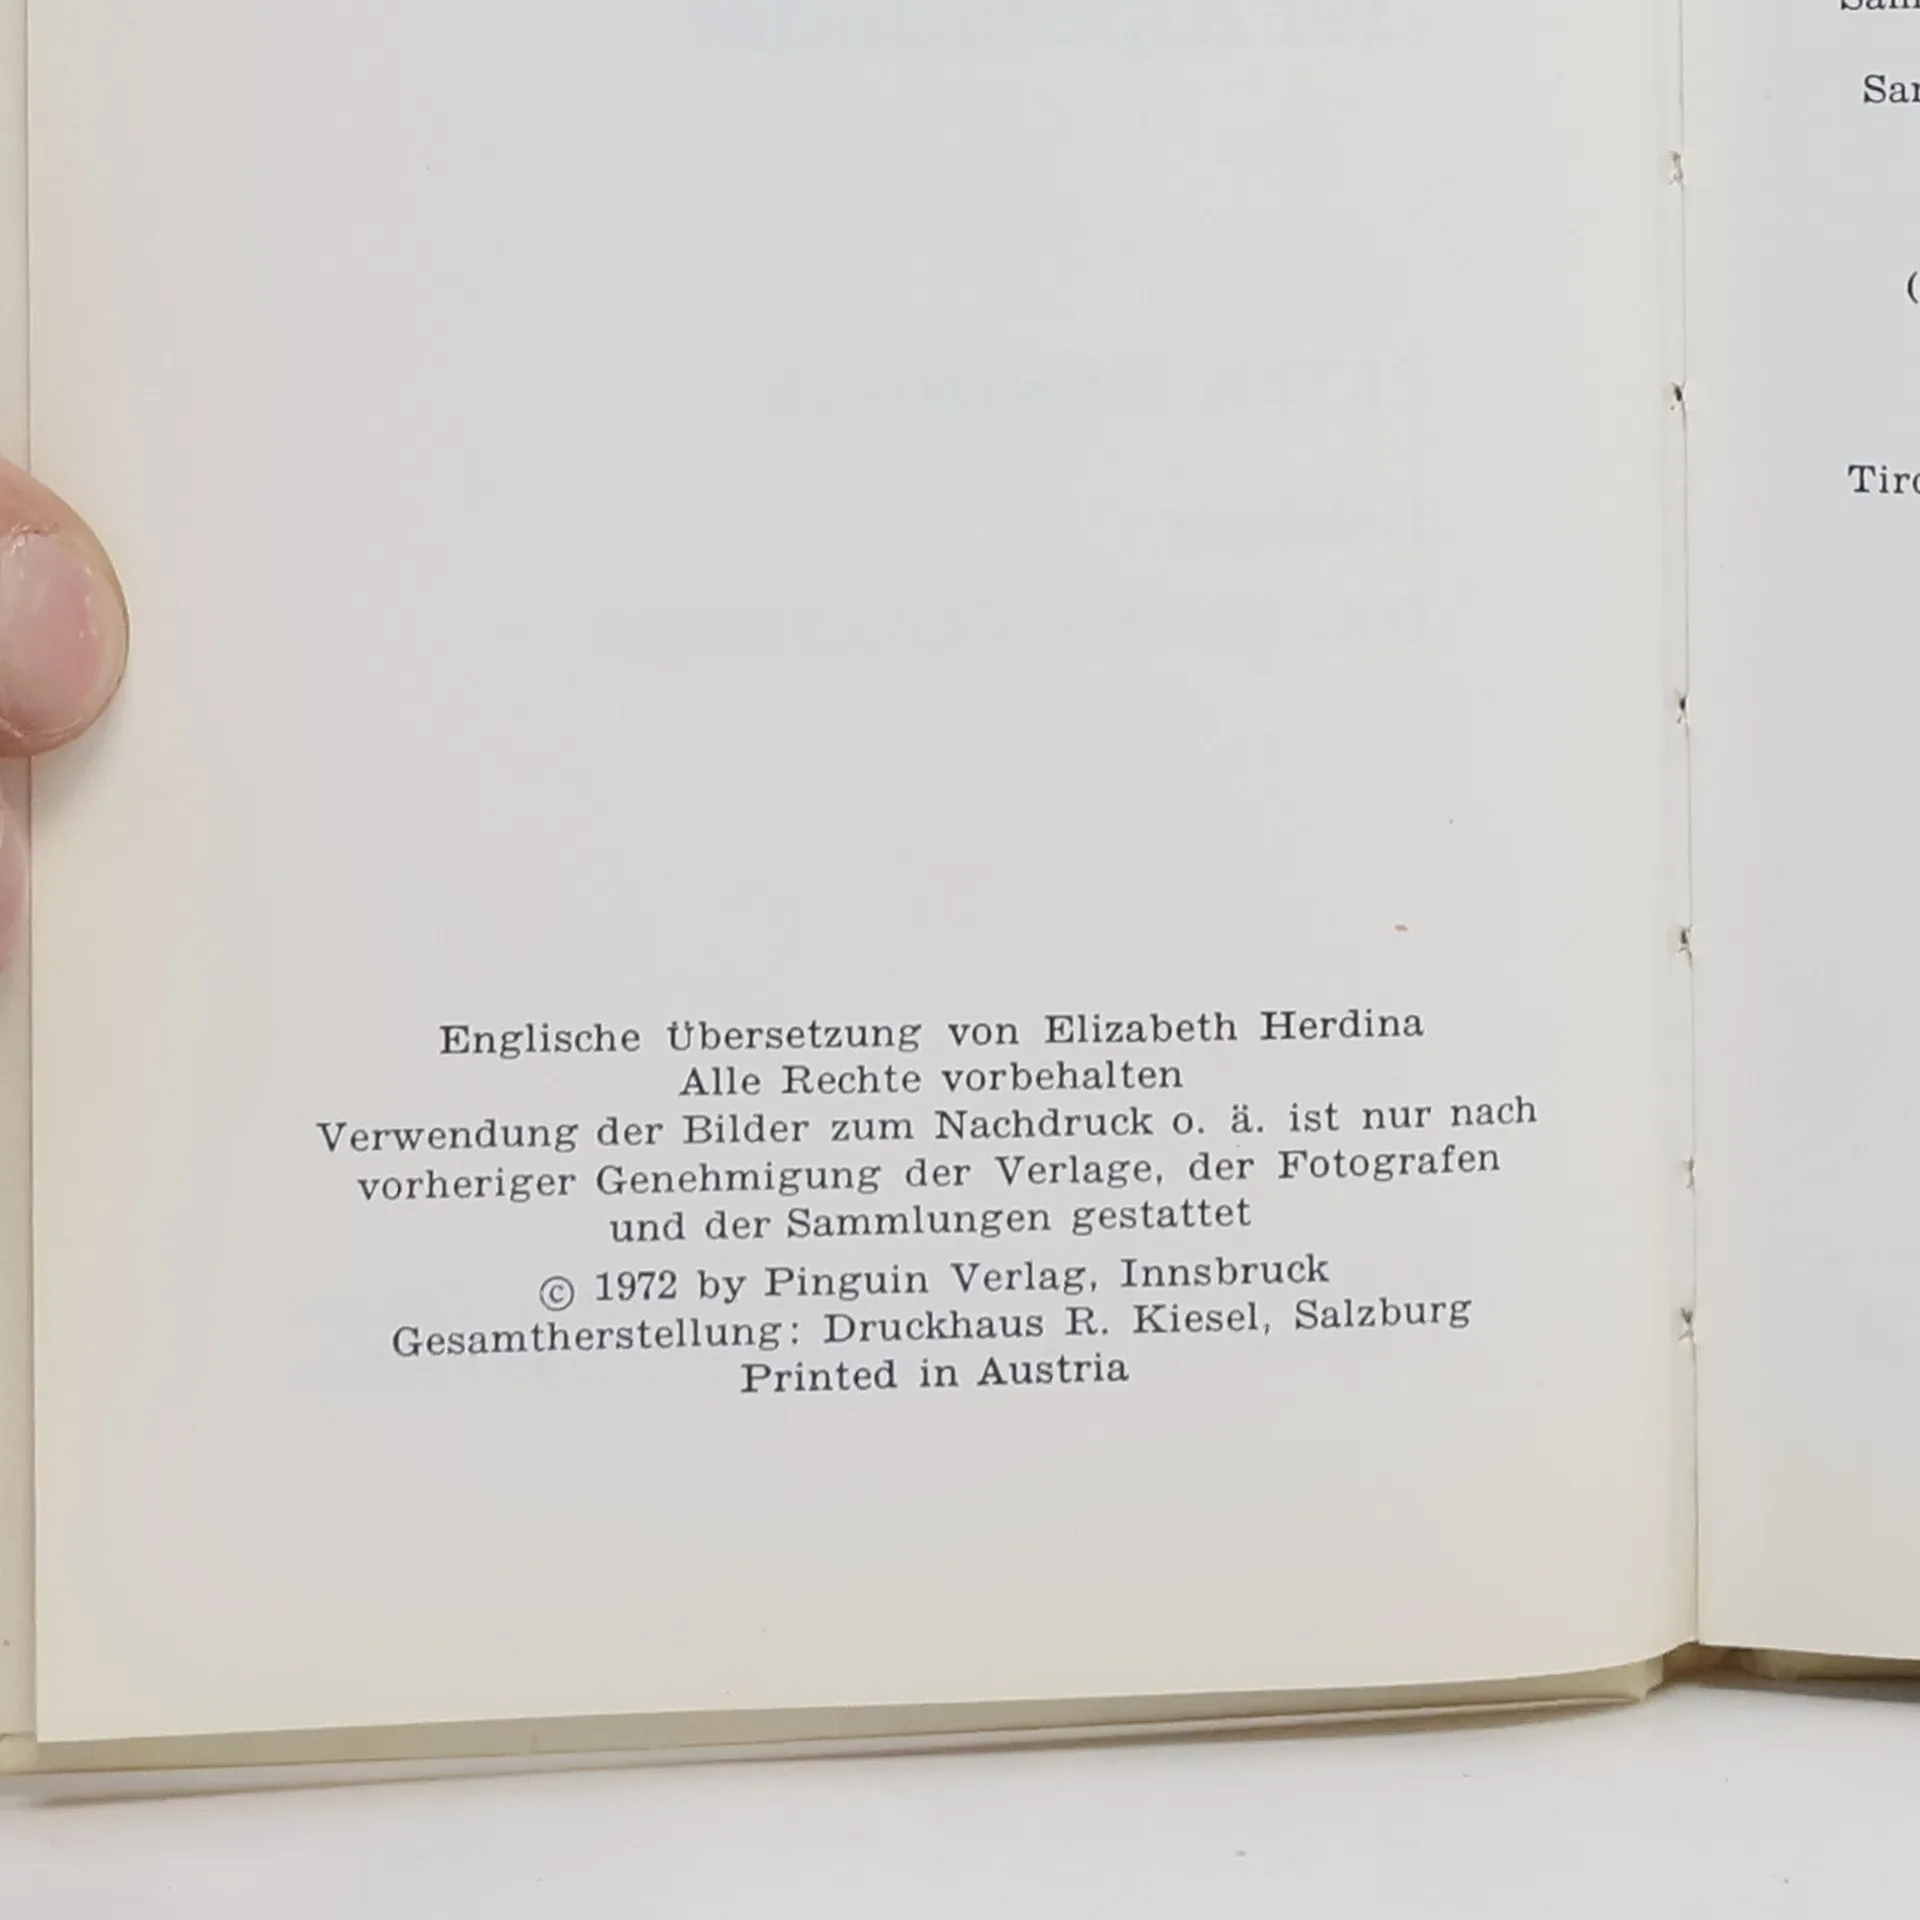 Englische Übersetzung von Elizabeth Herdina
Alle Rechte vorbehalten
Verwendung der Bilder zum Nachdruck o. ä. ist nur nach
vorheriger Genehmigung der Verlage, der Fotografen
und der Sammlungen gestattet
© 1972 by Pinguin Verlag, Innsbruck
Gesamtherstellung: Druckhaus R. Kiesel, Salzburg
Printed in Austria